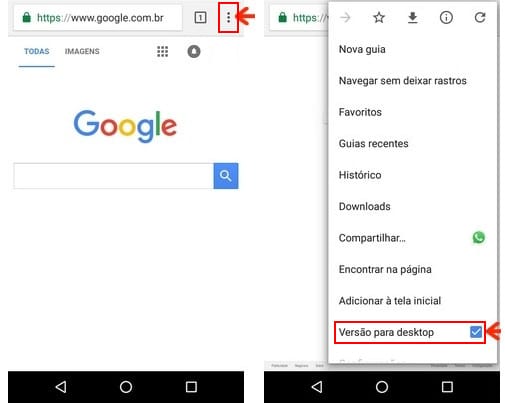 https://www.google.com.br
1
TODAS
IMAGENS
Google
https://
Nova guia
Navegar sem deixar rastros
Favoritos
Guias recentes
Histórico
Downloads
Compartilhar...
Encontrar na página
Adicionar à tela inicial
Versão para desktop